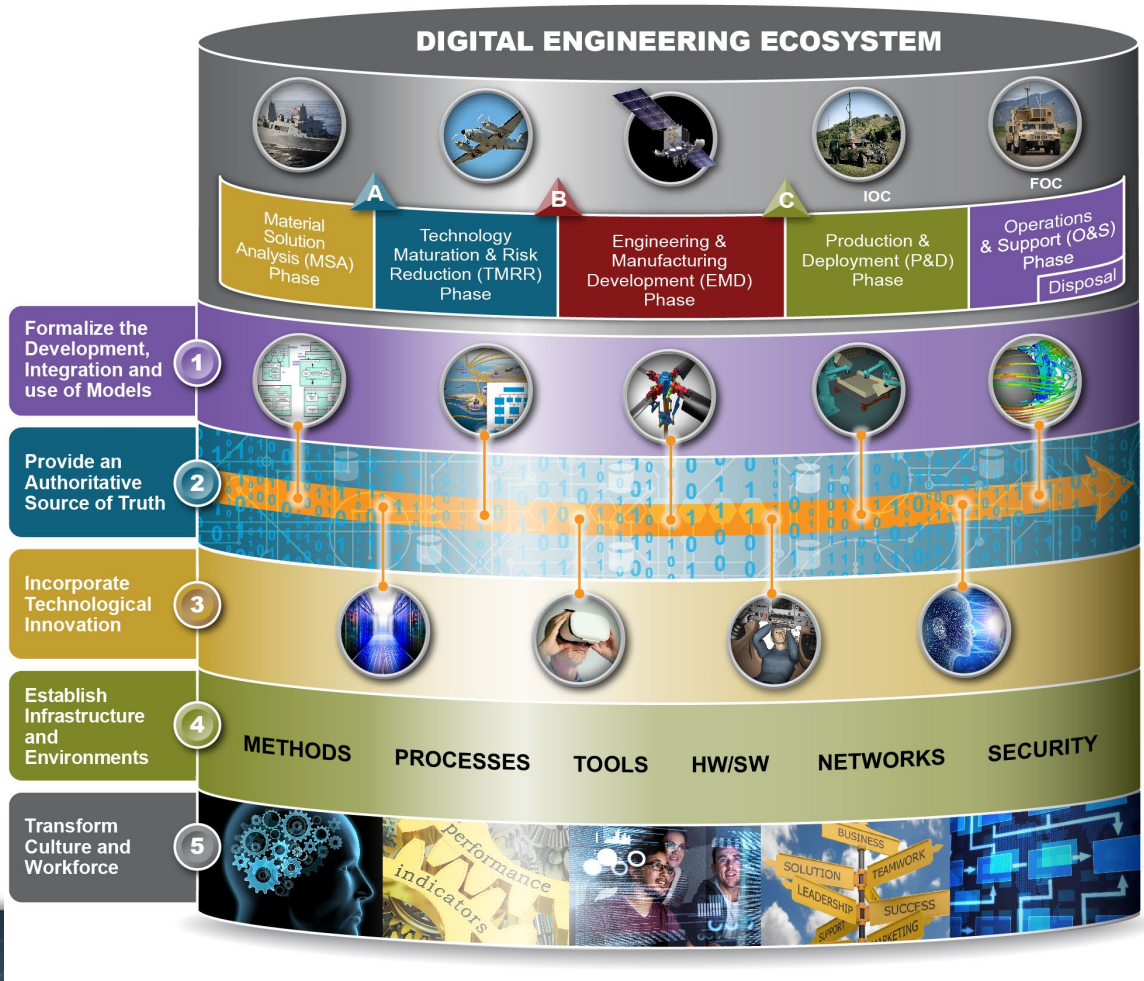 DIGITAL ENGINEERING ECOSYSTEM
A
B
C
IOC
FOC
Material
Solution
Analysis (MSA)
Phase
Technology
Maturation & Risk
Reduction (TMRR)
Phase
Engineering &
Manufacturing
Development (EMD)
Phase
Production &
Deployment (P&D)
Phase
Operations
& Support (O&S)
Phase
Disposal
Formalize the
Development,
Integration and
use of Models
1
Provide an
Authoritative
Source of Truth
2
Incorporate
Technological
Innovation
3
Establish
Infrastructure
and
Environments
4
METHODS
PROCESSES
TOOLS
HW/SW
NETWORKS
SECURITY
Transform
Culture and
Workforce
5
performance
indicators
BUSINESS
SOLUTION
TEAMWORK
LEADERSHIP
SUCCESS
SUPPORT
MARKETING